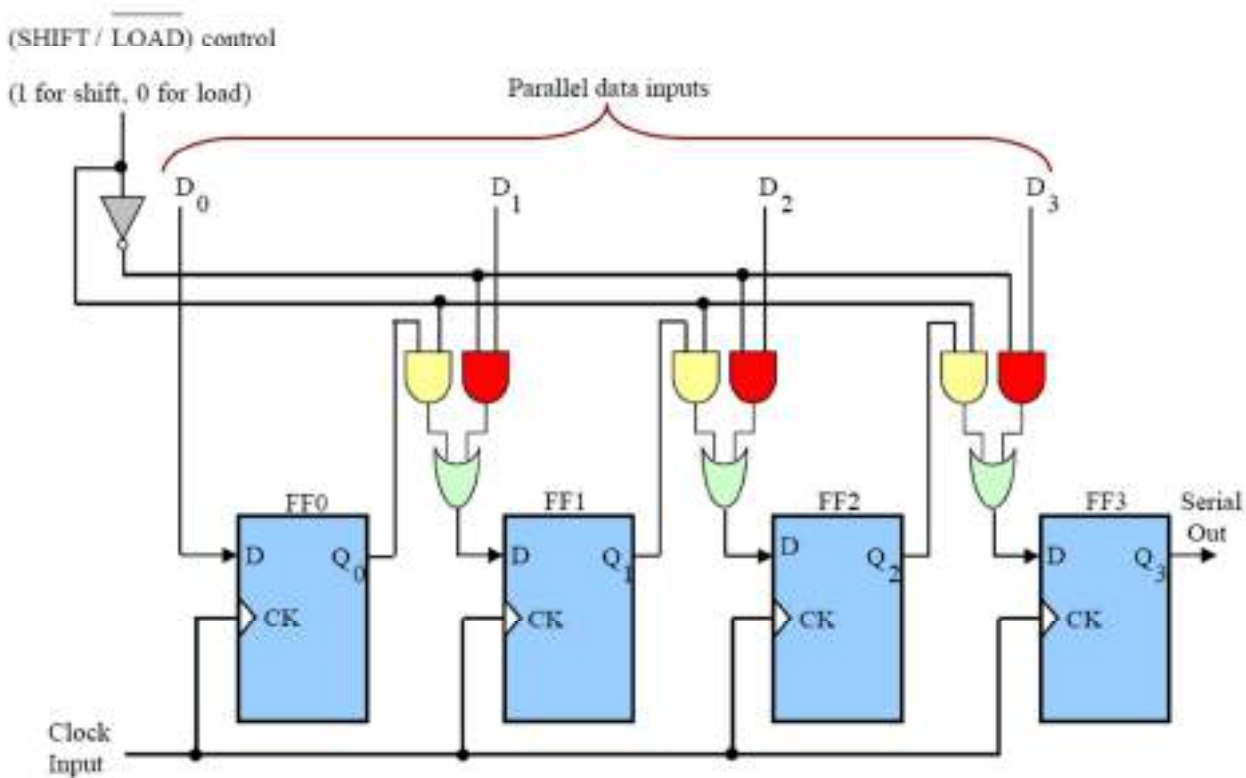 (SHIFT / LOAD) control
(1 for shift, 0 for load)
Parallel data inputs
D0
D1
D2
D3
FF0
FF1
FF2
FF3
Serial
Out
D
Q0
D
Q1
D
Q2
D
Q3
CK
CK
CK
CK
Clock
Input